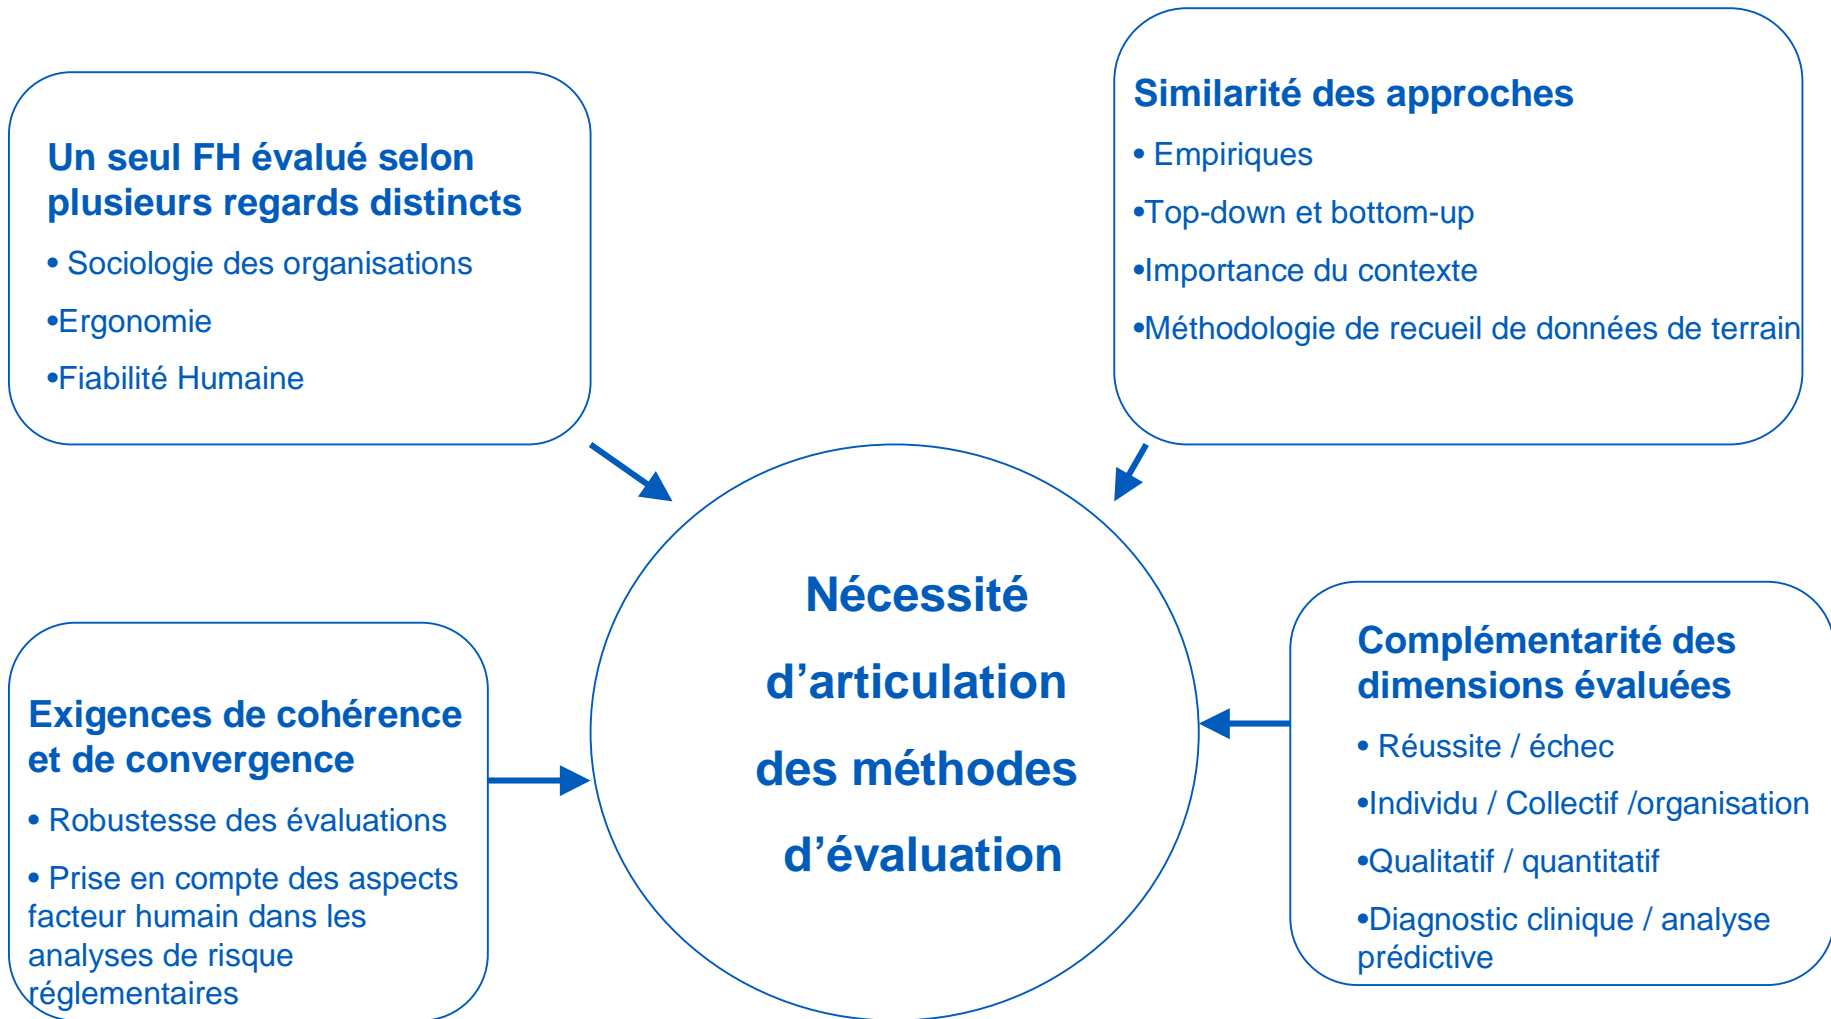 Un seul FH évalué selon
plusieurs regards distincts
• Sociologie des organisations
•Ergonomie
•Fiabilité Humaine
Similarité des approches
• Empiriques
•Top-down et bottom-up
•Importance du contexte
•Méthodologie de recueil de données de terrain
Nécessité
d’articulation
des méthodes
d’évaluation
Exigences de cohérence
et de convergence
• Robustesse des évaluations
• Prise en compte des aspects
facteur humain dans les
analyses de risque
réglementaires
Complémentarité des
dimensions évaluées
• Réussite / échec
•Individu / Collectif /organisation
•Qualitatif / quantitatif
•Diagnostic clinique / analyse
prédictive